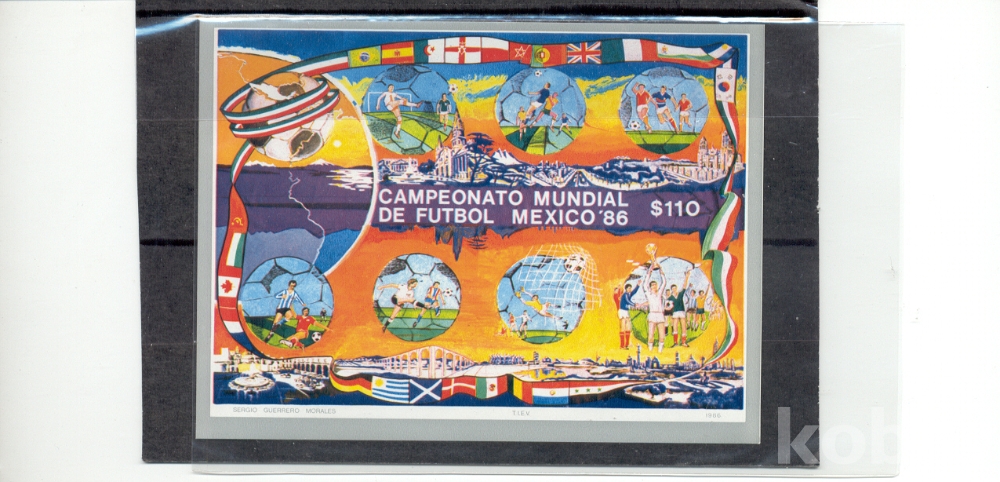 CAMPEONATO MUNDIAL
DE FUTBOL MEXICO '86 $110
SERGIO GUERRERO MORALES T.I.E.V. 1986
kob